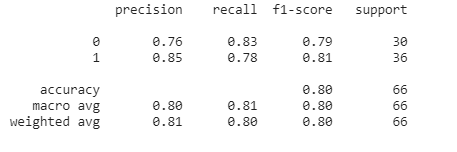 precision recall f1-score support
0 0.76 0.83 0.79 30
1 0.85 0.78 0.81 36
accuracy 0.80 66
macro avg 0.80 0.81 0.80 66
weighted avg 0.81 0.80 0.80 66